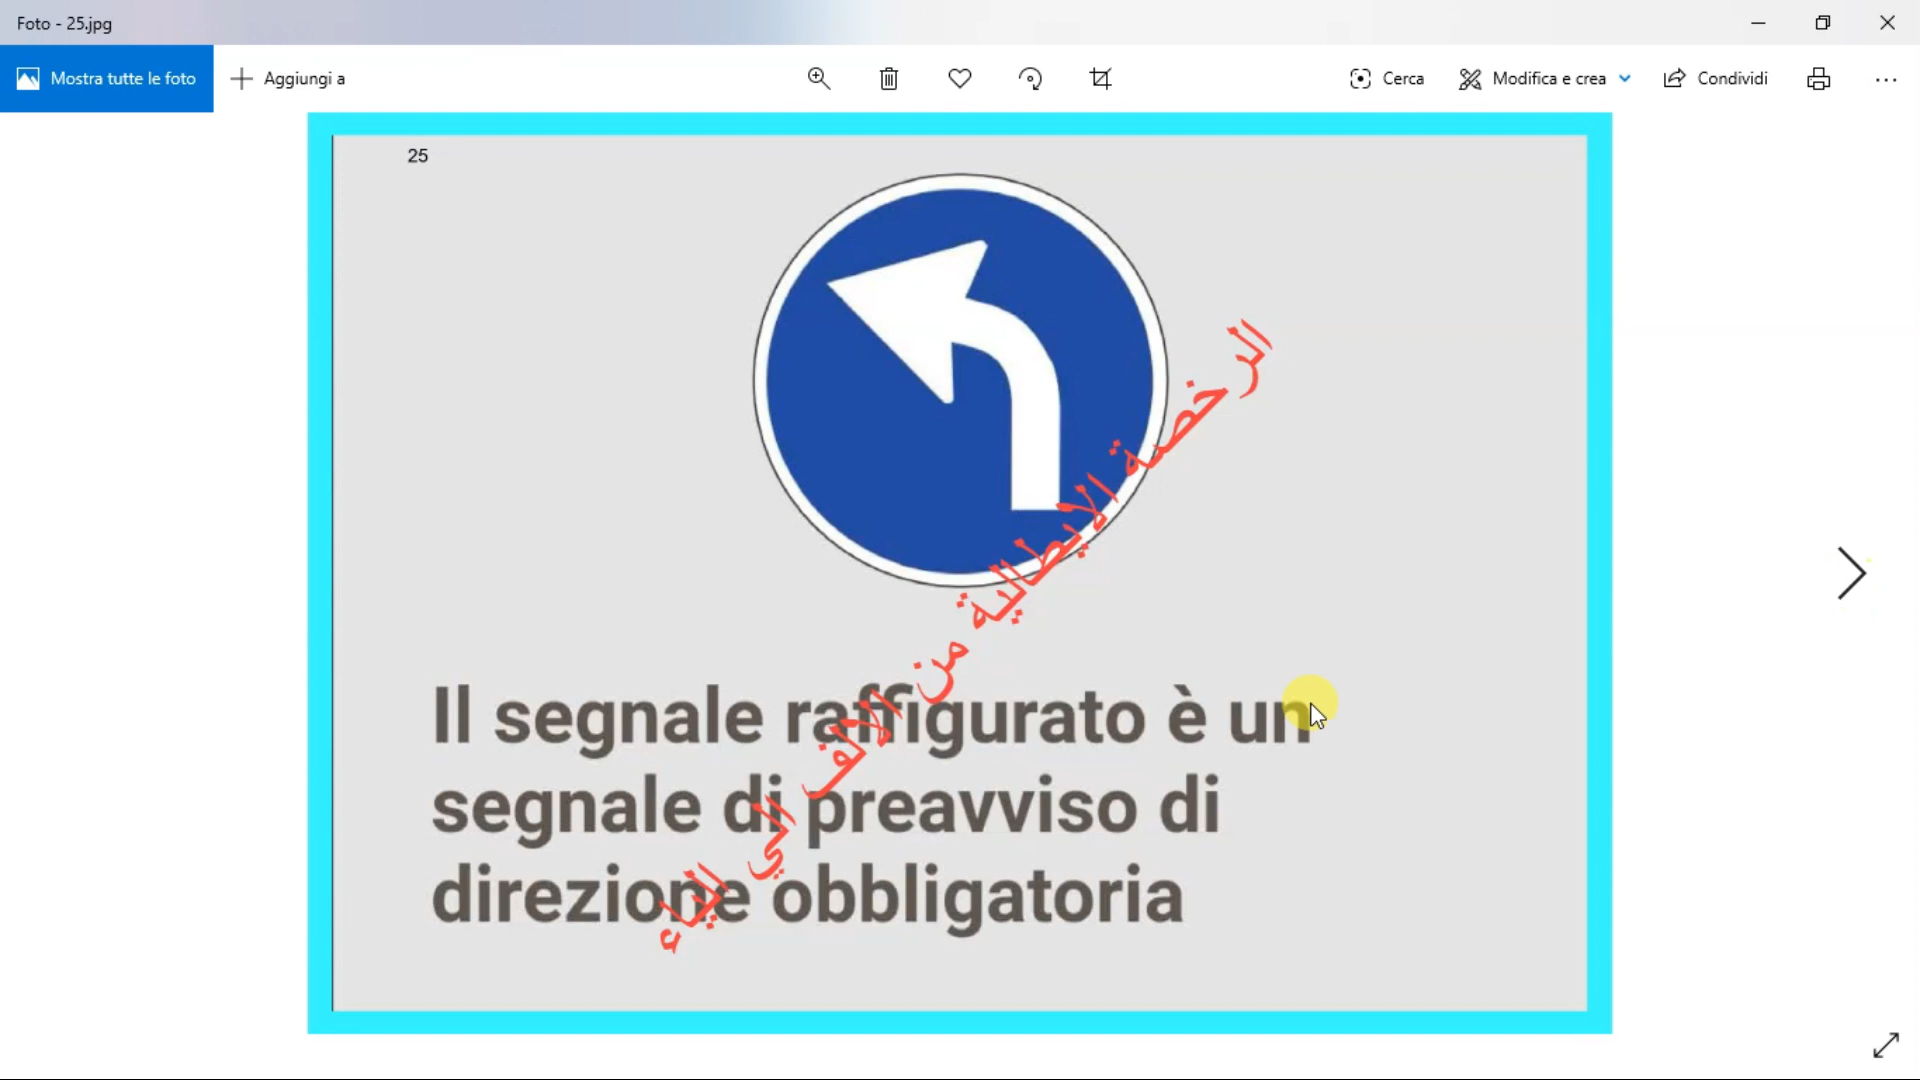 Foto - 25.jpg
Mostra tutte le foto
Aggiungi a
Cerca
Modifica e crea
Condividi
25
Il segnale raffigurato è un
segnale di preavviso di
direzione obbligatoria
الرخصة الايطالية من الالف الي الياء